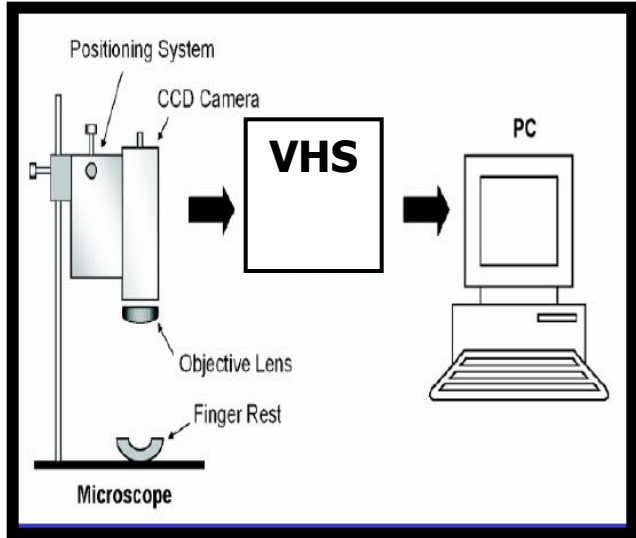 Positioning System
CCD Camera
VHS
PC
Objective Lens
Finger Rest
Microscope